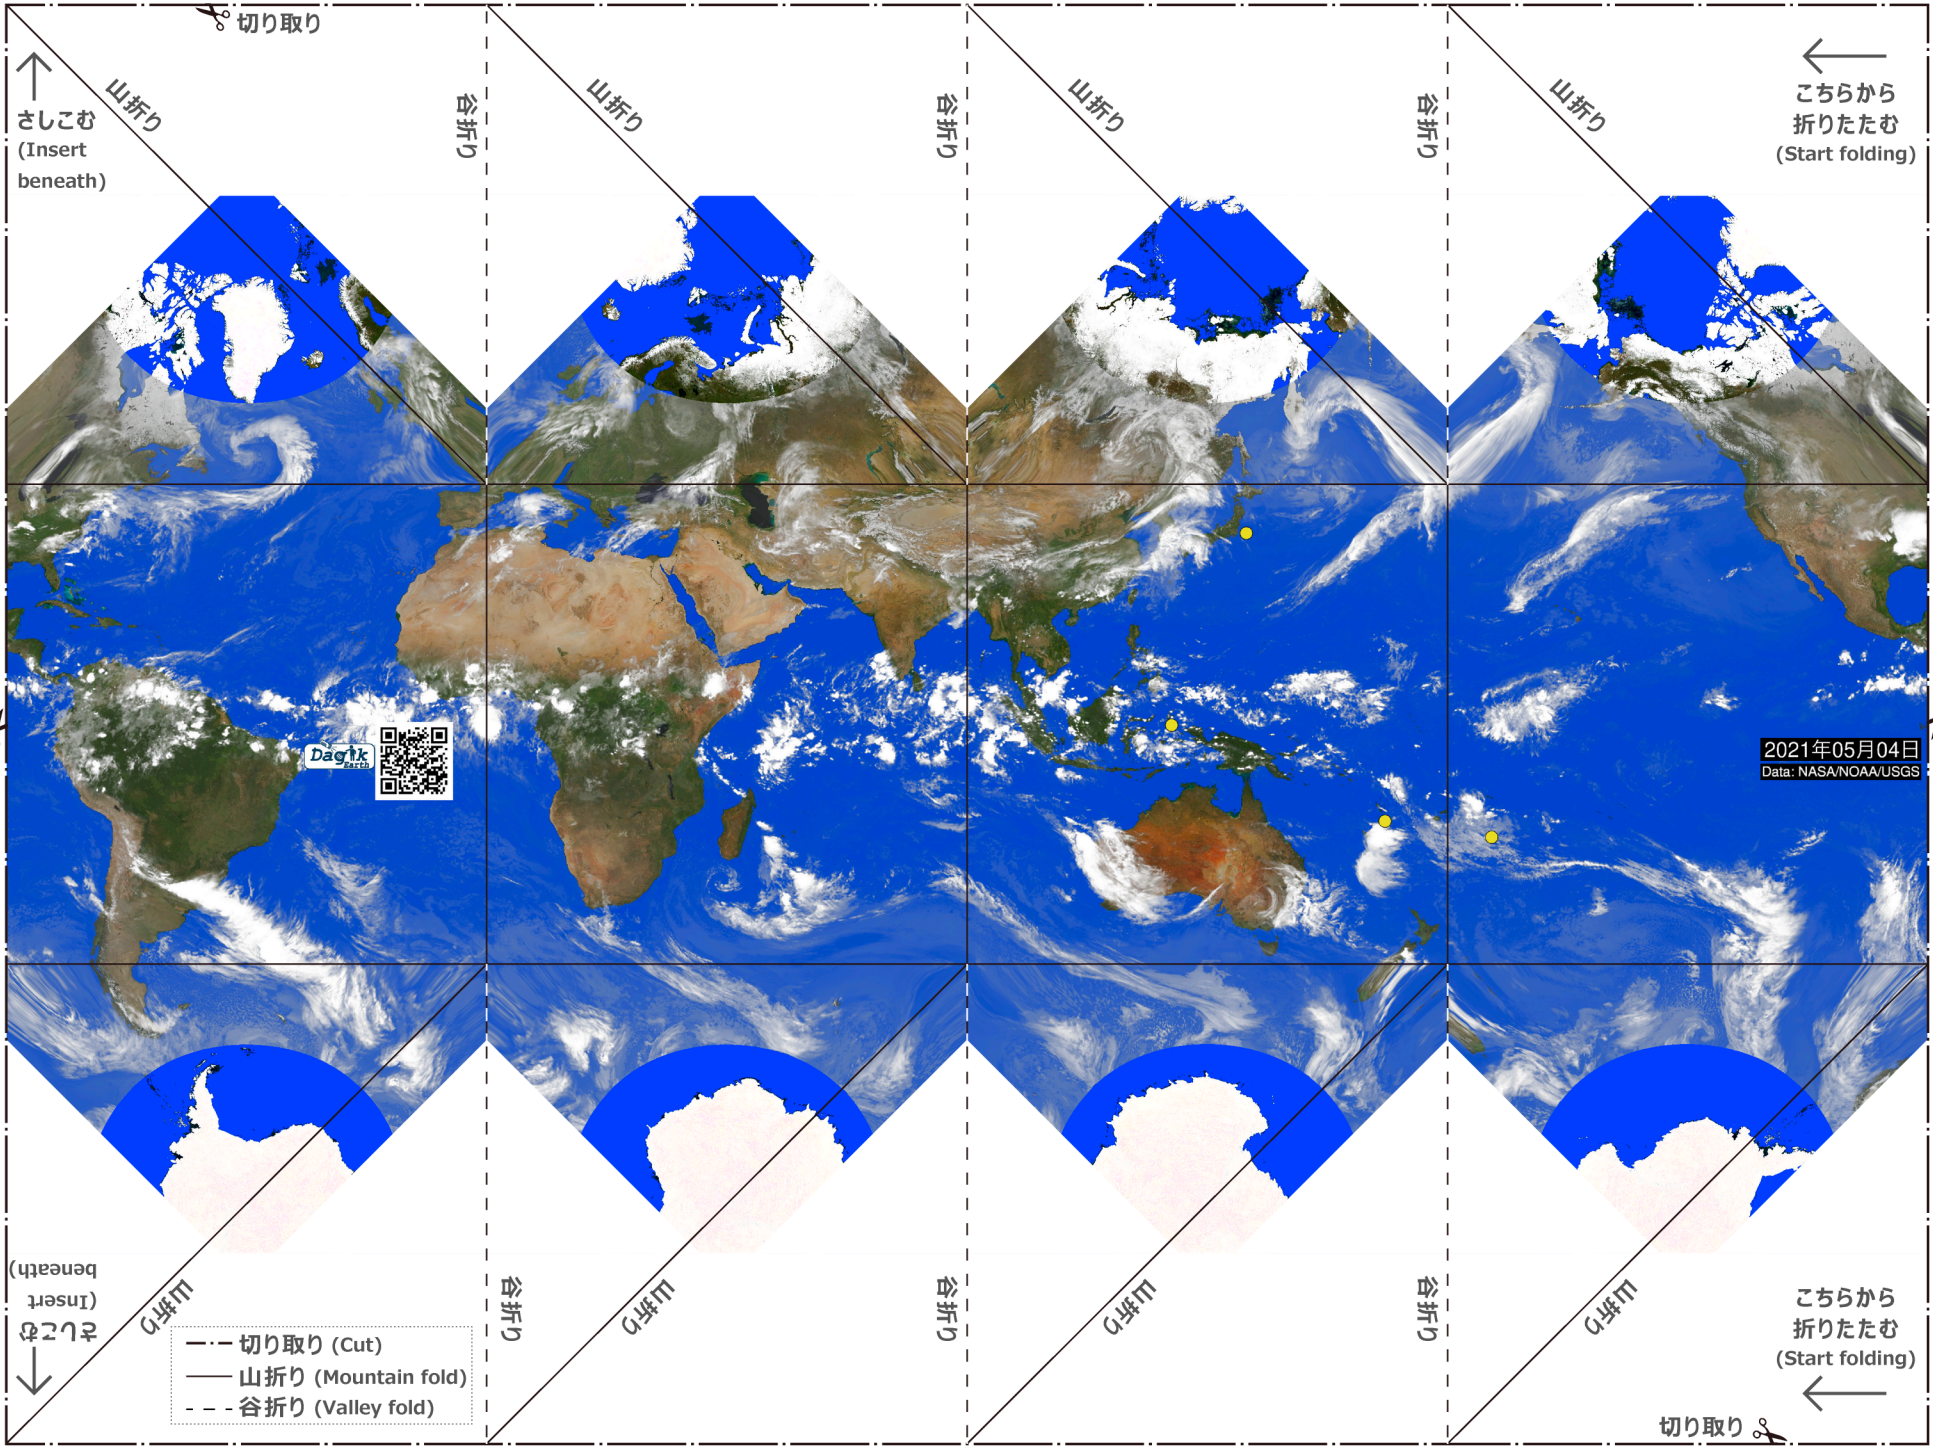 切り取り
山折り
谷折り
山折り
谷折り
山折り
谷折り
山折り
さしこむ
(Insert
beneath)
こちらから
折りたたむ
(Start folding)
Dagik
Earth
2021年05月04日
Data: NASA/NOAA/USGS
さしこむ
(Insert
beneath)
山折り
谷折り
山折り
谷折り
山折り
谷折り
山折り
切り取り (Cut)
山折り (Mountain fold)
谷折り (Valley fold)
こちらから
折りたたむ
(Start folding)
切り取り